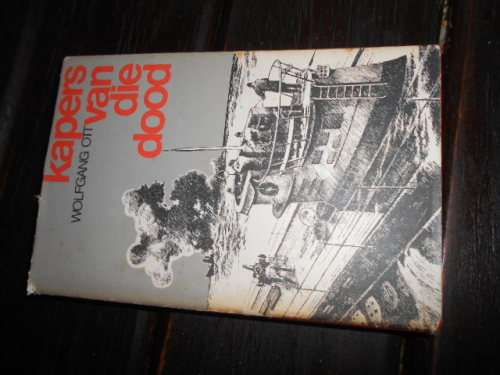 kapers
van
die
dood
WOLFGANG OTT